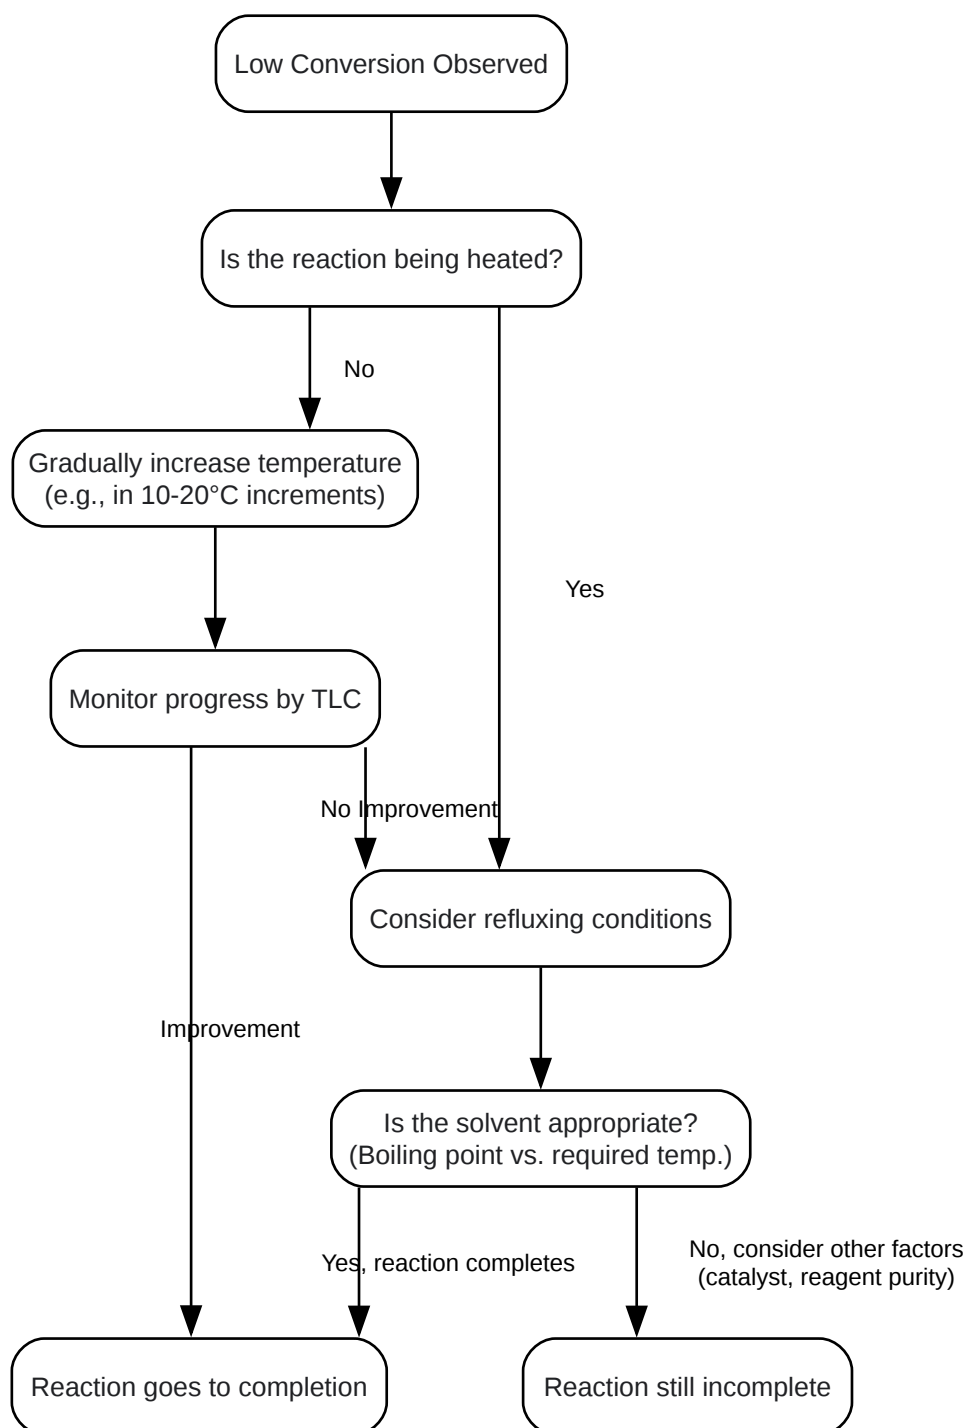 Low Conversion Observed
Is the reaction being heated?
No
Gradually increase temperature
(e.g., in 10-20°C increments)
Yes
Monitor progress by TLC
No Improvement
Consider refluxing conditions
Improvement
Is the solvent appropriate?
(Boiling point vs. required temp.)
Yes, reaction completes
No, consider other factors
(catalyst, reagent purity)
Reaction goes to completion
Reaction still incomplete